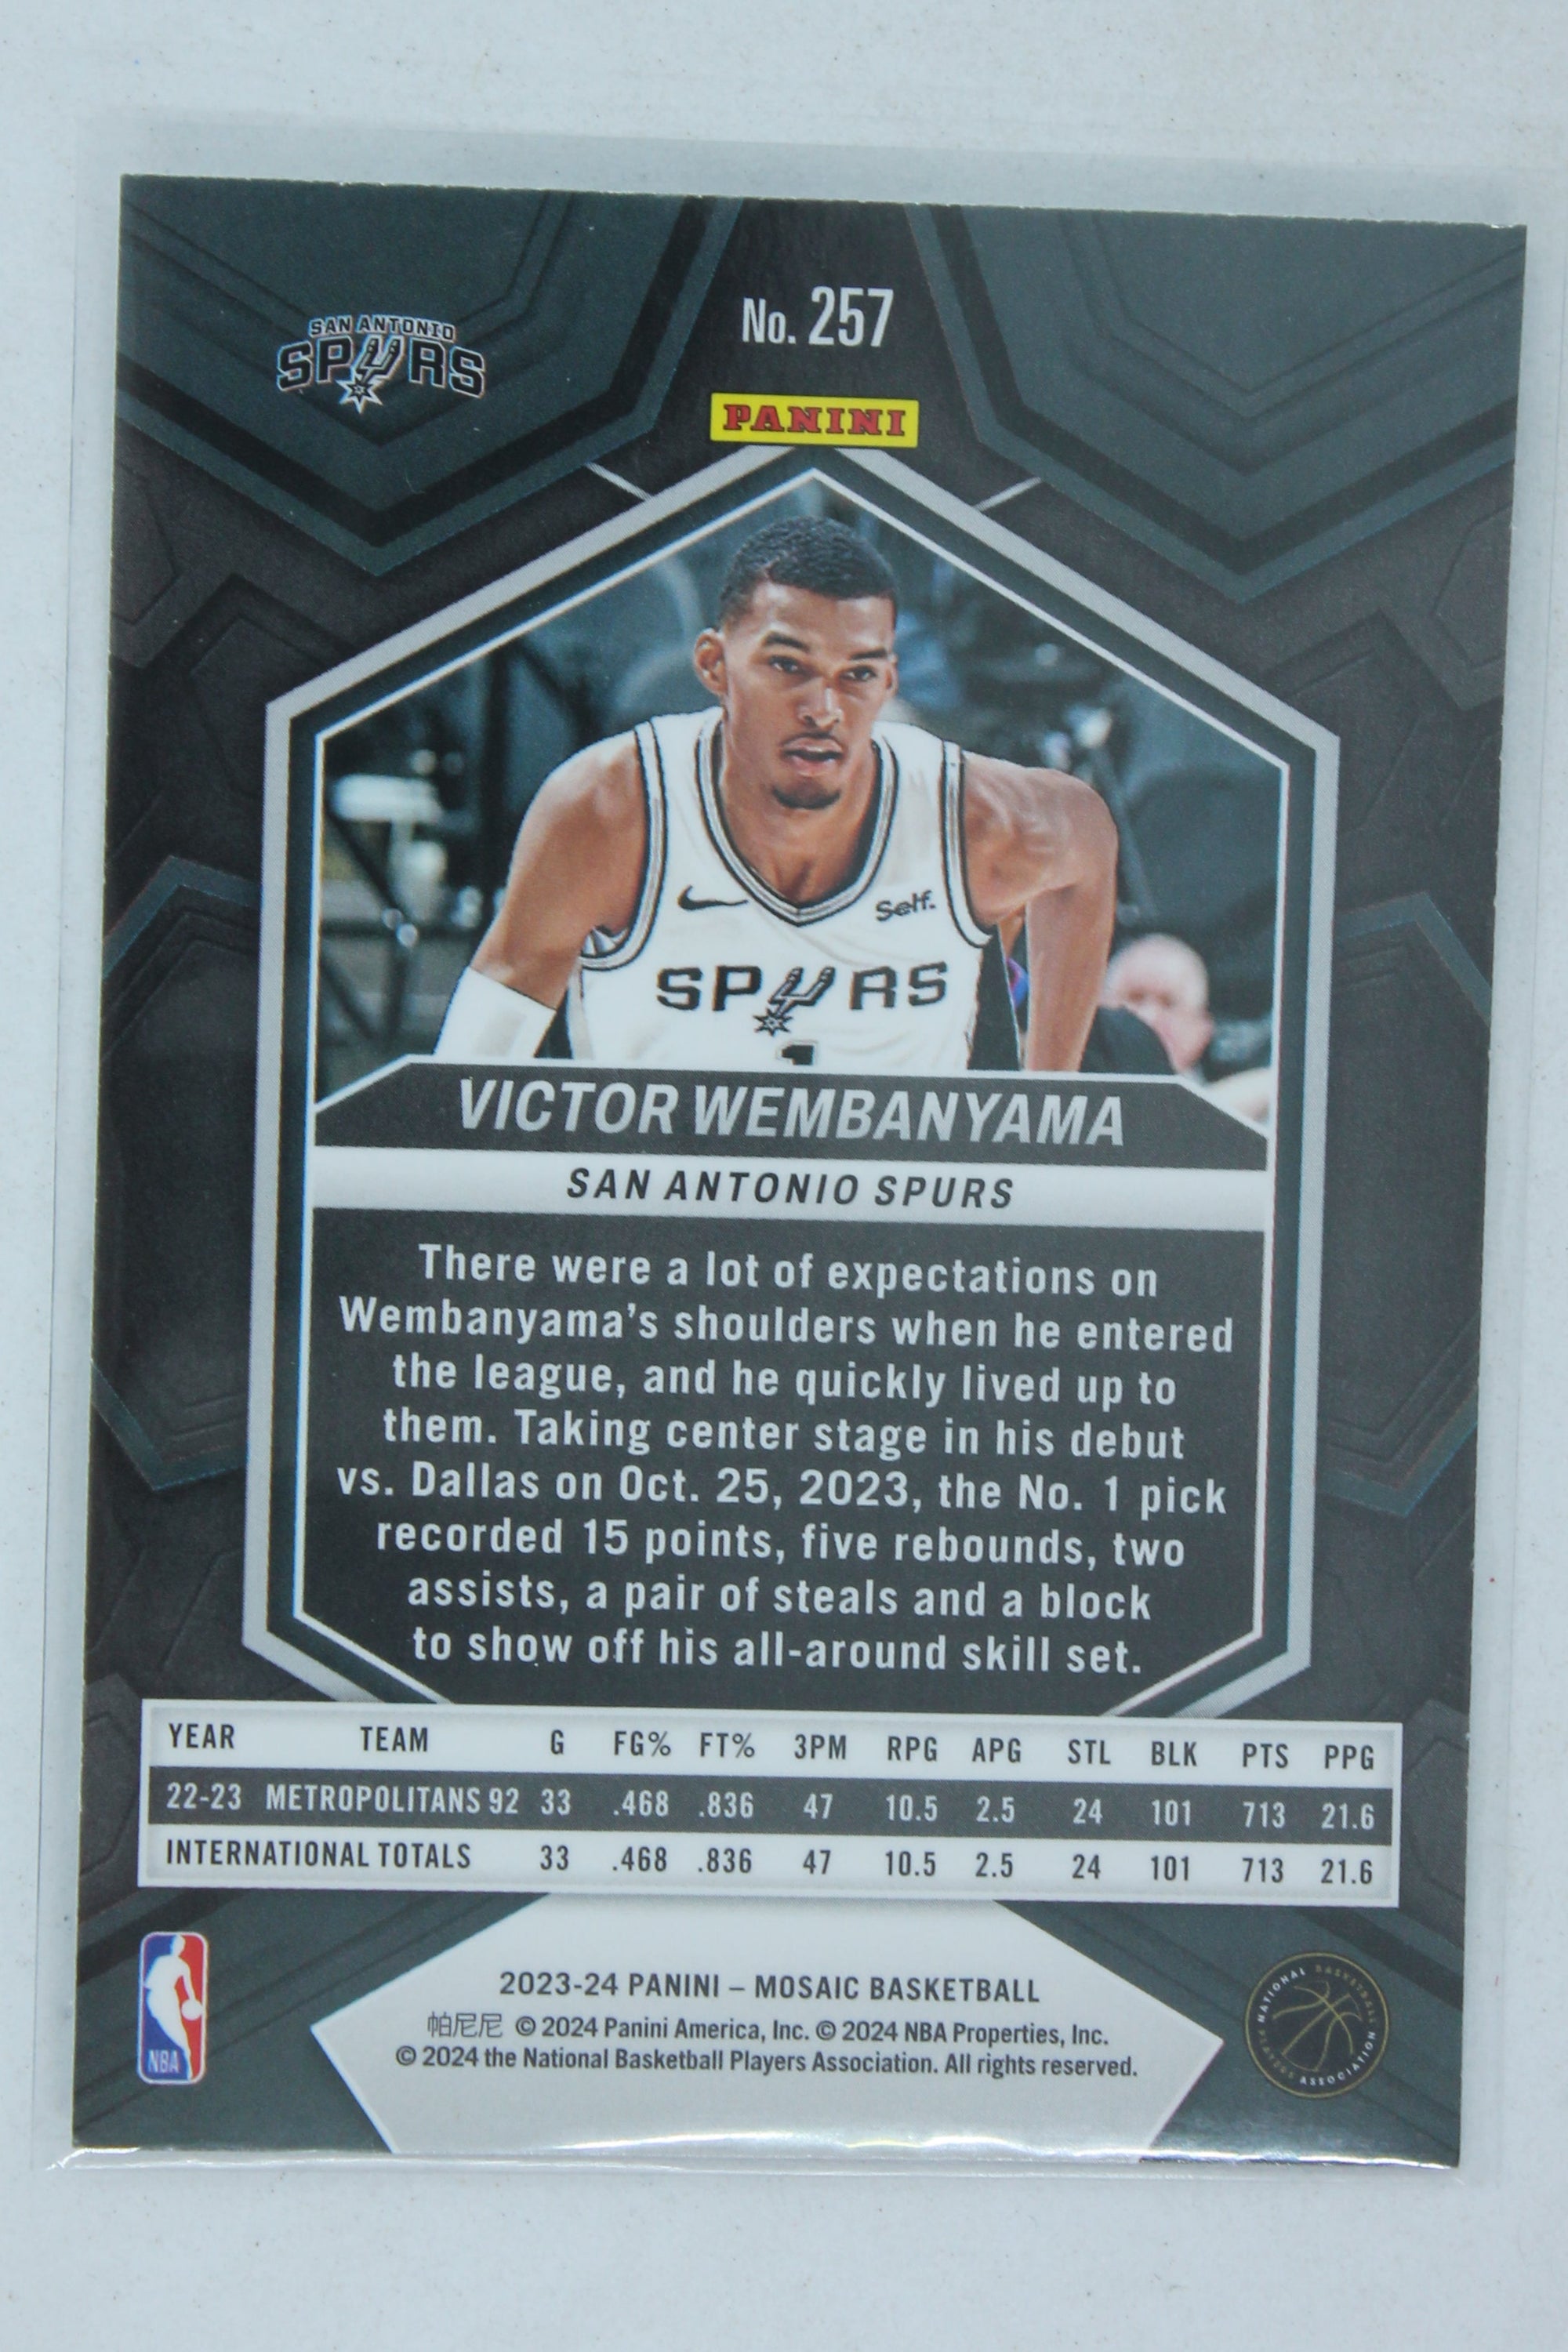 SAN ANTONIO
SPURS
No. 257
PANINI
Self.
SPURS
1
VICTOR WEMBANYAMA
SAN ANTONIO SPURS
There were a lot of expectations on
Wembanyama's shoulders when he entered
the league, and he quickly lived up to
them. Taking center stage in his debut
vs. Dallas on Oct. 25, 2023, the No. 1 pick
recorded 15 points, five rebounds, two
assists, a pair of steals and a block
to show off his all-around skill set.
YEAR TEAM G FG% FT% 3PM RPG APG STL BLK PTS PPG
22-23 METROPOLITANS 92 33 .468 .836 47 10.5 2.5 24 101 713 21.6
INTERNATIONAL TOTALS 33 .468 .836 47 10.5 2.5 24 101 713 21.6
2023-24 PANINI – MOSAIC BASKETBALL
帕尼尼 © 2024 Panini America, Inc. © 2024 NBA Properties, Inc.
© 2024 the National Basketball Players Association. All rights reserved.
NBA
NATIONAL BASKETBALL PLAYERS ASSOCIATION